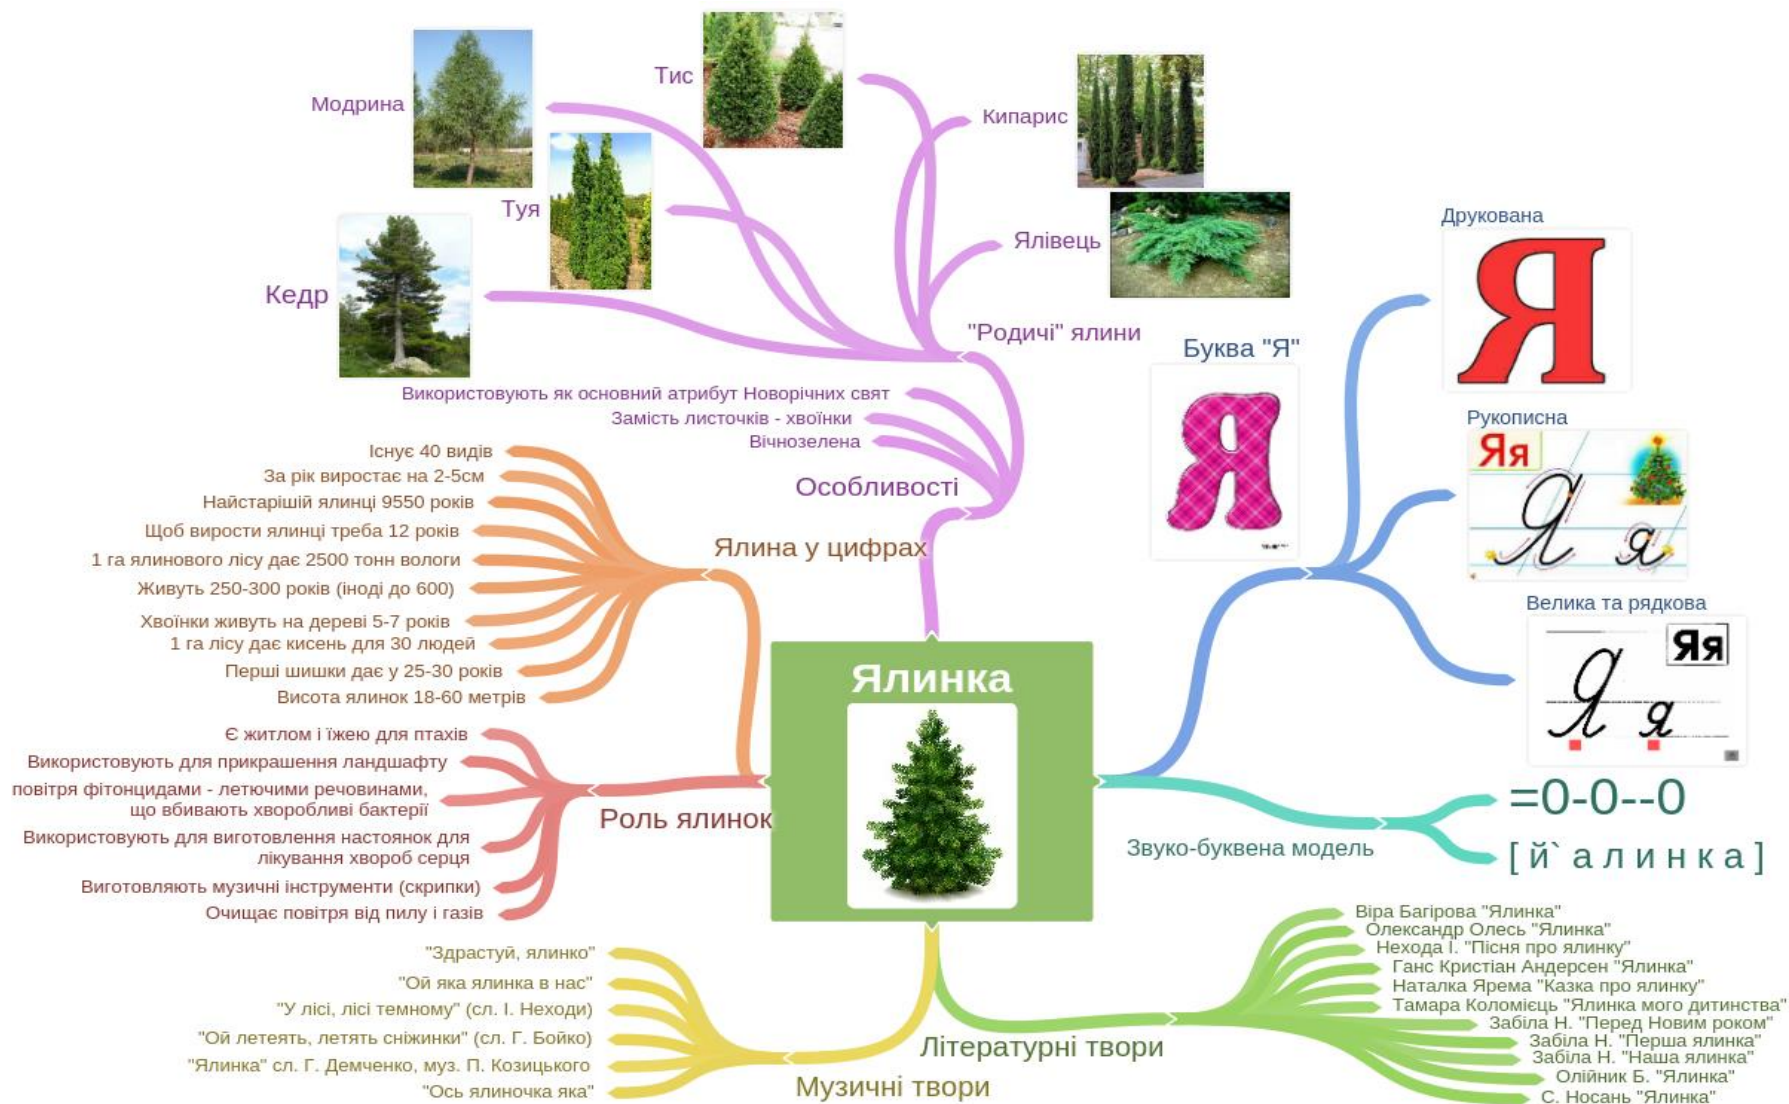 Модрина
Тис
Кипарис
Туя
Ялівець
Кедр
"Родичі" ялини
Використовують як основний атрибут Новорічних свят
Замість листочків - хвоїнки
Вічнозелена
Особливості
Ялина у цифрах
Існує 40 видів
За рік виростає на 2-5см
Найстарішій ялинці 9550 років
Щоб вирости ялинці треба 12 років
1 га ялинового лісу дає 2500 тонн вологи
Живуть 250-300 років (іноді до 600)
Хвоїнки живуть на дереві 5-7 років
1 га лісу дає кисень для 30 людей
Перші шишки дає у 25-30 років
Висота ялинок 18-60 метрів
Є житлом і їжею для птахів
Використовують для прикрашення ландшафту
повітря фітонцидами - летючими речовинами,
що вбивають хворобливі бактерії
Використовують для виготовлення настоянок для
лікування хвороб серця
Виготовляють музичні інструменти (скрипки)
Очищає повітря від пилу і газів
Роль ялинок
Ялинка
Буква "Я"
Я
Друкована
Я
Рукописна
Яя
Я я
Велика та рядкова
Яя
Я я
=0-0--0
[ й` а л и н к а ]
Звуко-буквена модель
"Здрастуй, ялинко"
"Ой яка ялинка в нас"
"У лісі, лісі темному" (сл. І. Неходи)
"Ой летеять, летять сніжинки" (сл. Г. Бойко)
"Ялинка" сл. Г. Демченко, муз. П. Козицького
"Ось ялиночка яка"
Музичні твори
Літературні твори
Віра Багірова "Ялинка"
Олександр Олесь "Ялинка"
Нехода І. "Пісня про ялинку"
Ганс Кристіан Андерсен "Ялинка"
Наталка Ярема "Казка про ялинку"
Тамара Коломієць "Ялинка мого дитинства"
Забіла Н. "Перед Новим роком"
Забіла Н. "Перша ялинка"
Забіла Н. "Наша ялинка"
Олійник Б. "Ялинка"
С. Носань "Ялинка"